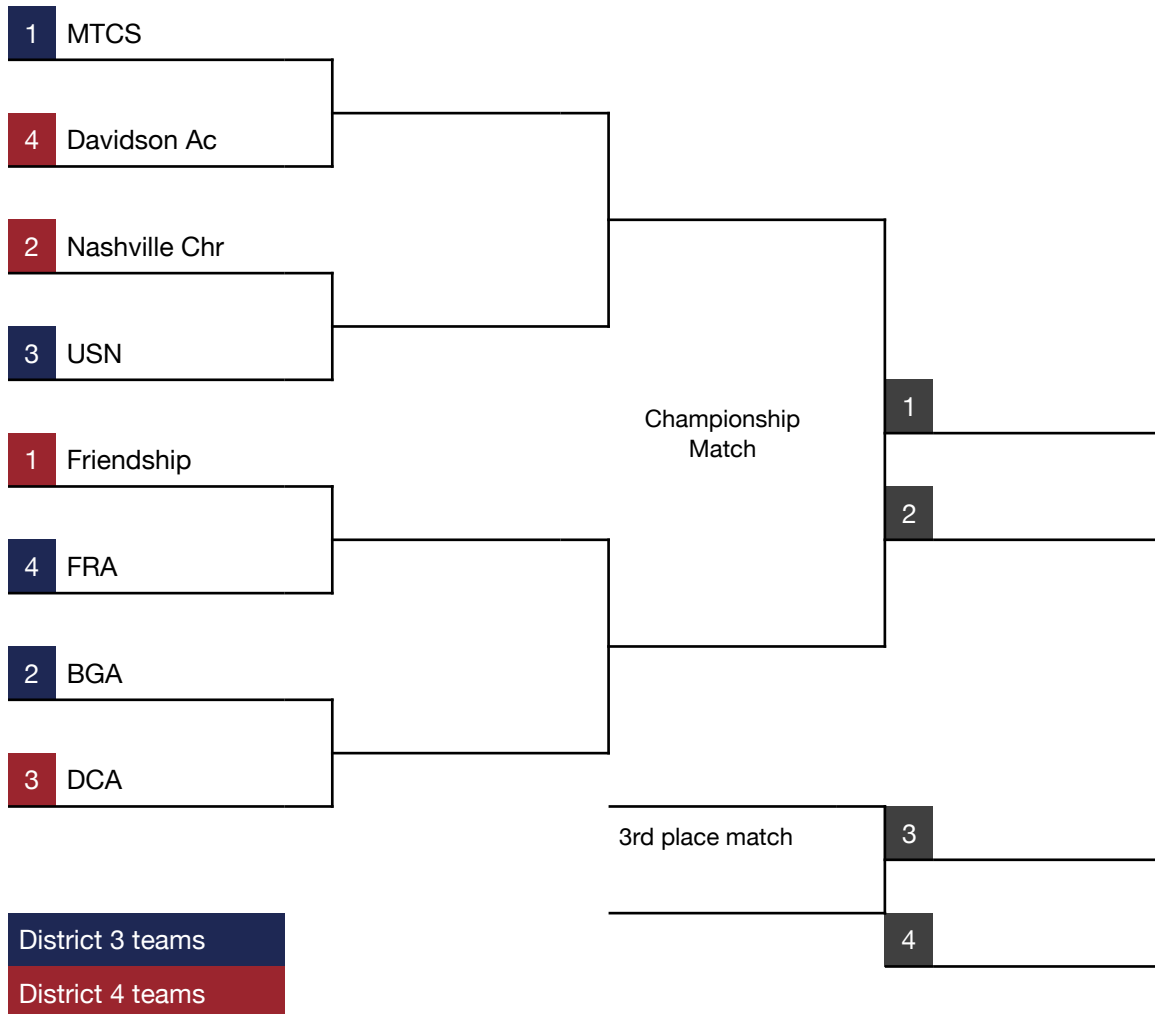 1 MTCS
4 Davidson Ac
2 Nashville Chr
3 USN
1 Friendship
4 FRA
2 BGA
3 DCA
Championship
Match
1
2
3rd place match
3
4
District 3 teams
District 4 teams